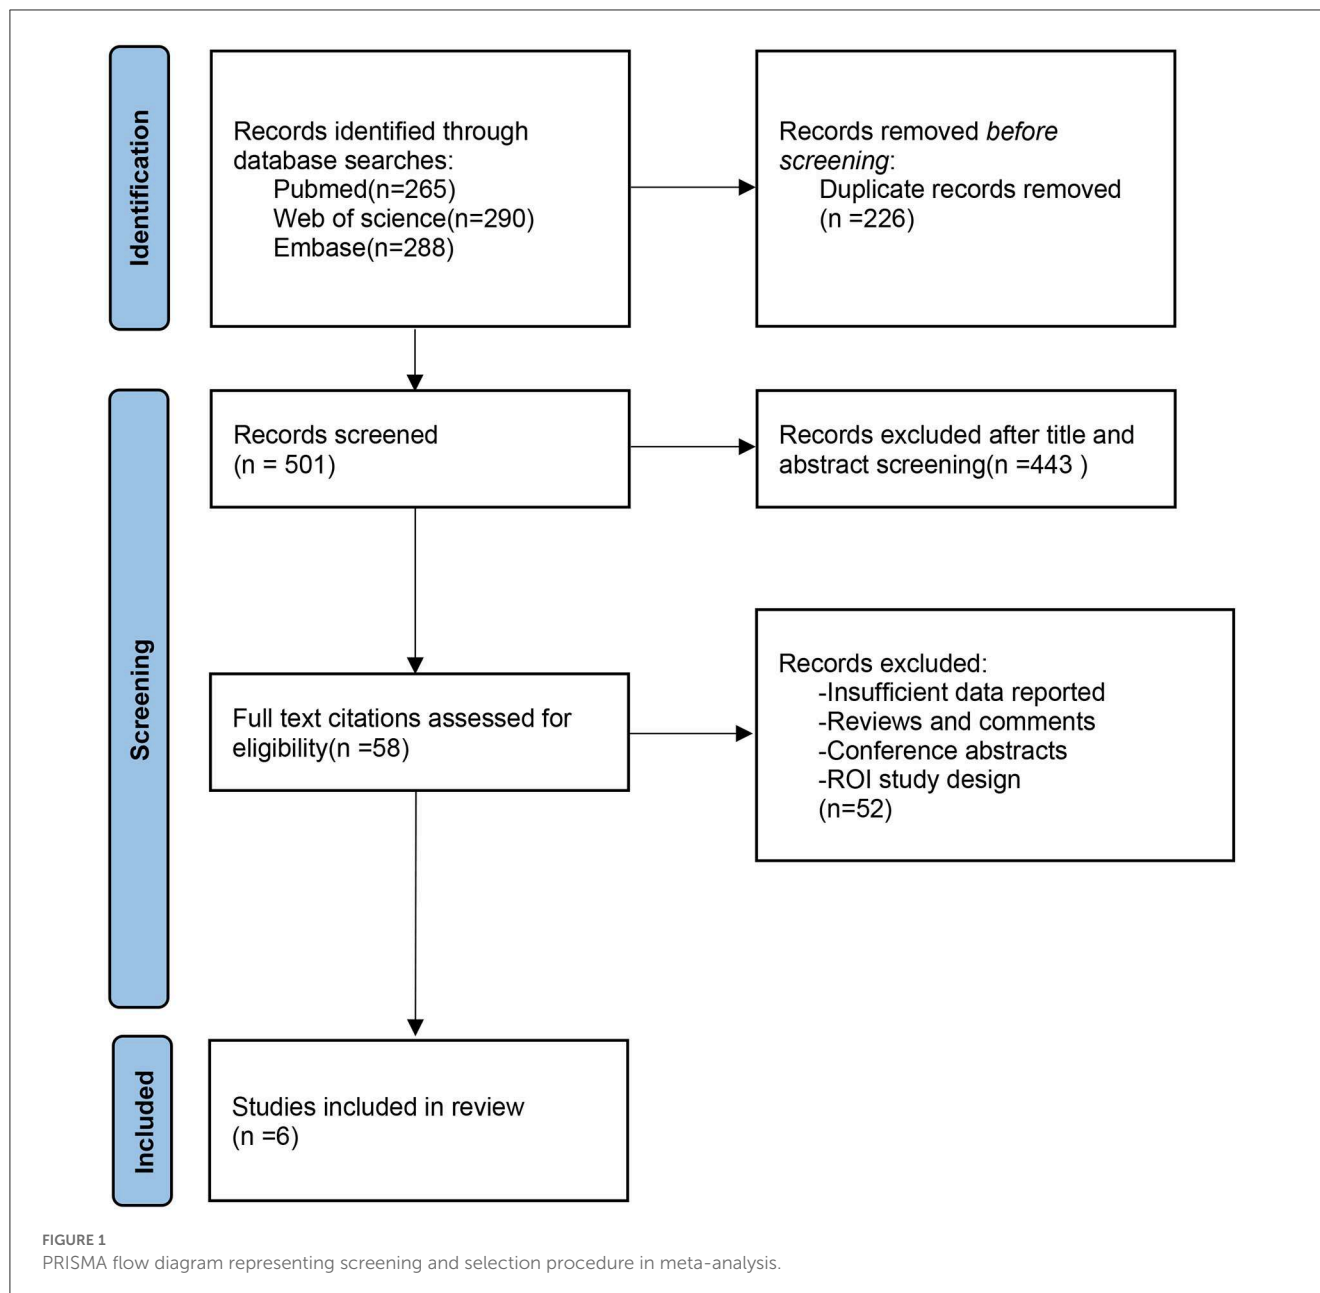 Identification
Records identified through
database searches:
Pubmed(n=265)
Web of science(n=290)
Embase(n=288)
Records removed before
screening:
Duplicate records removed
(n =226)
Screening
Records screened
(n = 501)
Records excluded after title and
abstract screening(n =443 )
Full text citations assessed for
eligibility(n =58)
Records excluded:
-Insufficient data reported
-Reviews and comments
-Conference abstracts
-ROI study design
(n=52)
Included
Studies included in review
(n =6)
FIGURE 1
PRISMA flow diagram representing screening and selection procedure in meta-analysis.